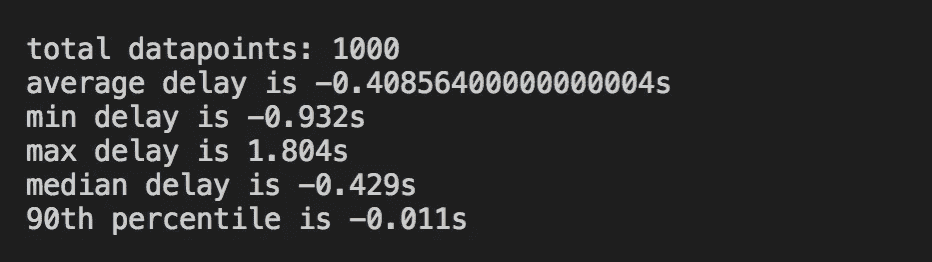 total datapoints: 1000
average delay is -0.40856400000000004s
min delay is -0.932s
max delay is 1.804s
median delay is -0.429s
90th percentile is -0.011s